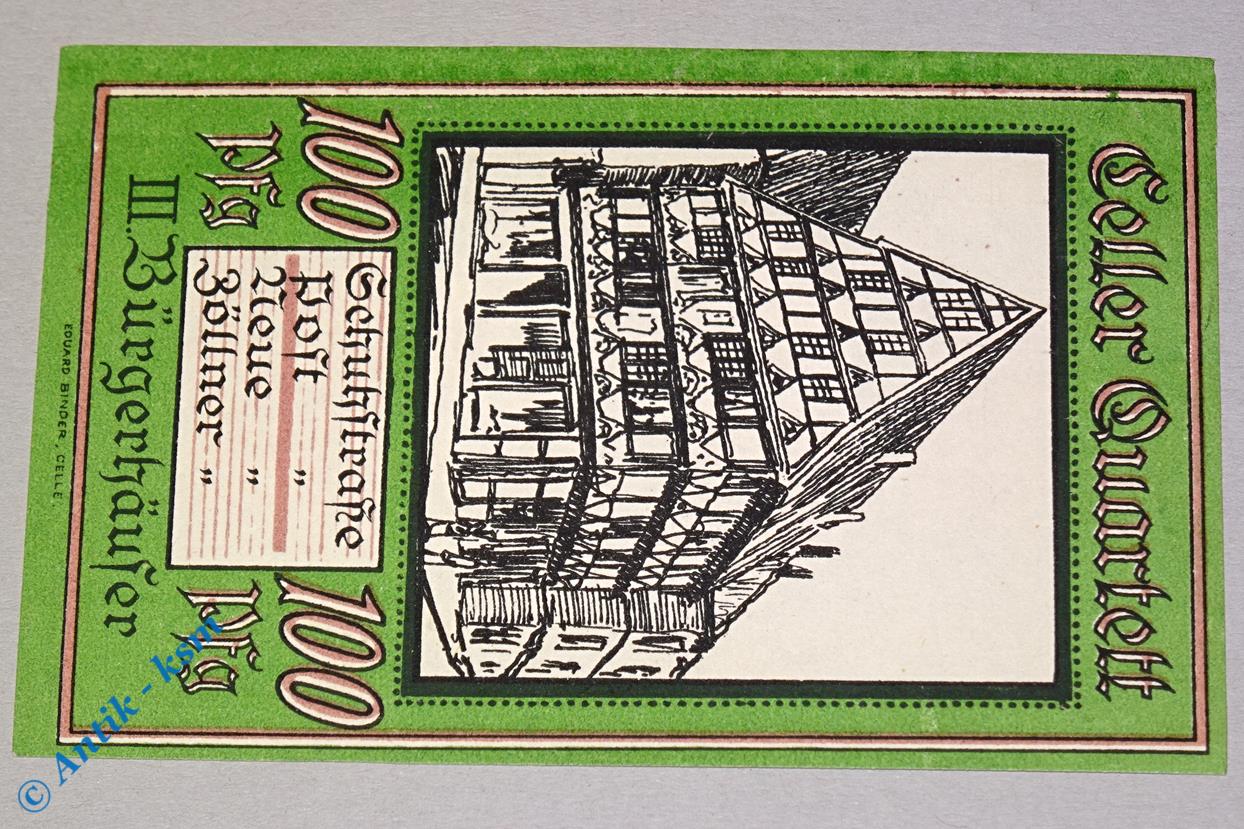 Celler Quartett
100
Pfg
Schuhstraße
Post "
Neue "
Zöllner "
100
Pfg
III. Bürgerhäuser
EDUARD BINDER, CELLE.
© Antik - ksm